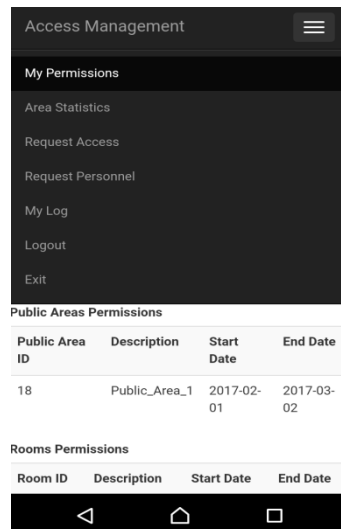 Access Management
My Permissions
Area Statistics
Request Access
Request Personnel
My Log
Logout
Exit
Public Areas Permissions
Public Area Description Start End Date
ID Date
18 Public_Area_1 2017-02- 2017-03-
01 02
Rooms Permissions
Room ID Description Start Date End Date